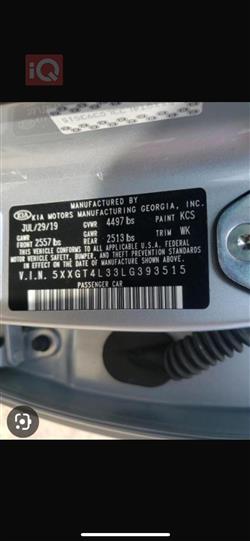 iQ
MANUFACTURED BY
KIA KIA MOTORS MANUFACTURING GEORGIA, INC.
JUL/29/19 GVWR 4497 lbs PAINT KCS
GAWR FRONT 2557 lbs GAWR REAR 2513 lbs TRIM WK
THIS VEHICLE CONFORMS TO ALL APPLICABLE U.S. FEDERAL
MOTOR VEHICLE SAFETY, BUMPER, AND THEFT PREVENTION STANDARDS
IN EFFECT ON THE DATE OF MANUFACTURE SHOWN ABOVE.
V.I.N. 5XXGT4L33LG393515
PASSENGER CAR